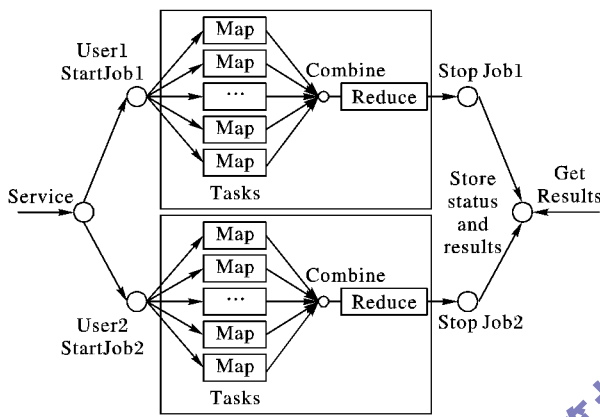 Map
User1
StartJob1
Map
Combine
Stop Job1
...
Reduce
Map
Map
Tasks
Service
Store
status
and
results
Get
Results
Map
Map
Combine
...
Reduce
User2
StartJob2
Map
Stop Job2
Map
Tasks